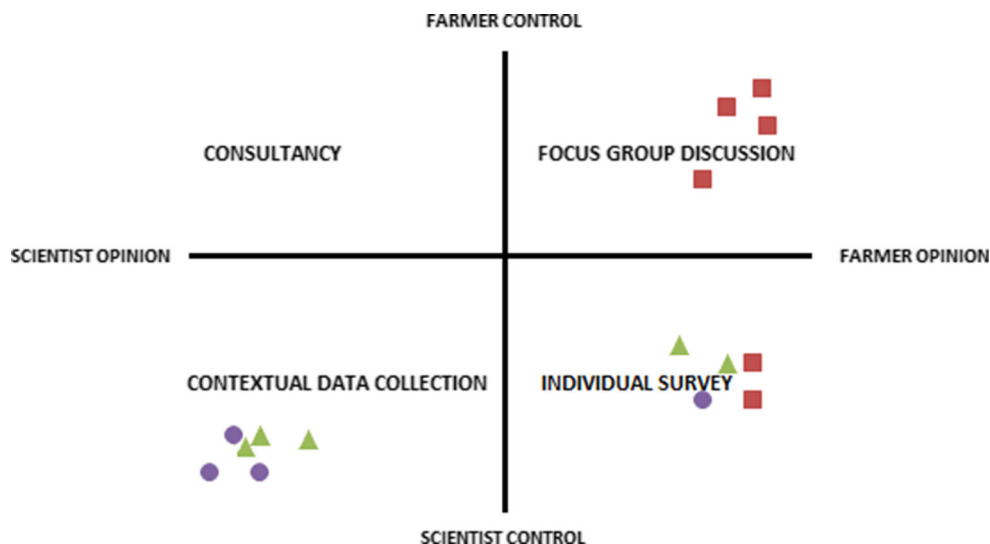 FARMER CONTROL
CONSULTANCY
FOCUS GROUP DISCUSSION
SCIENTIST OPINION
FARMER OPINION
CONTEXTUAL DATA COLLECTION
INDIVIDUAL SURVEY
SCIENTIST CONTROL